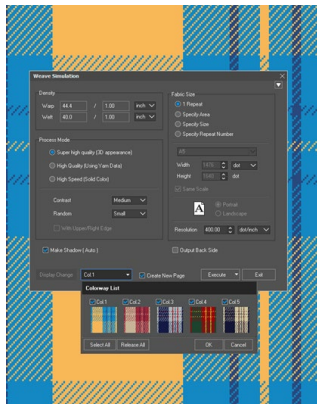 Weave Simulation
Density
Warp 44.4 / 1.00 inch
Weft 40.0 / 1.00 inch
Process Mode
Super high quality (3D appearance)
High Quality (Using Yarn Data)
High Speed (Solid Color)
Contrast Medium
Random Small
With Upper/Right Edge
Make Shadow ( Auto )
Fabric Size
1 Repeat
Specify Area
Specify Size
Specify Repeat Number
Width dot
Height dot
Same Scale
A
Portrait
Landscape
Resolution 400.00 dot/inch
Output Back Side
Display Change Col:1 Create New Page Execute Exit
Colorway List
Col:1 Col:2 Col:3 Col:4 Col:5
Select All Release All OK Cancel